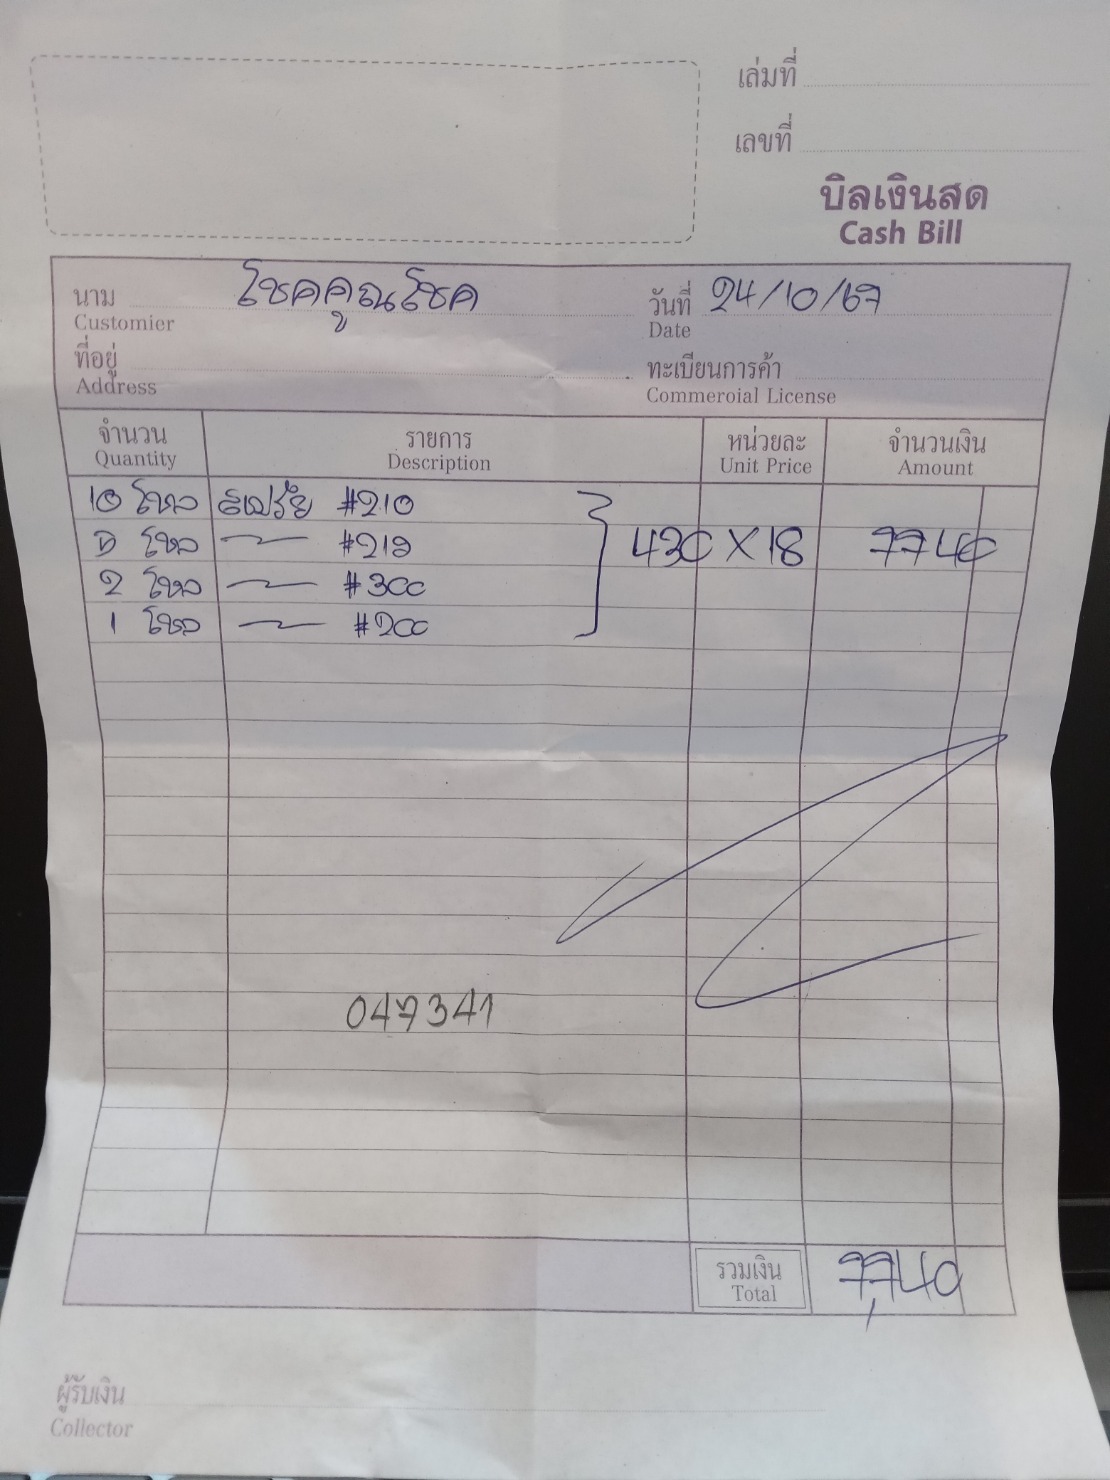 เล่มที่
เลขที่
บิลเงินสด
Cash Bill
นาม โชคคูณโชค วันที่ 24/10/67
Customier Date
ที่อยู่ ทะเบียนการค้า
Address Commeroial License
จำนวน รายการ หน่วยละ จำนวนเงิน
Quantity Description Unit Price Amount
10 โหล สเปรย์ #210
โหล #212 430 X 18 7740
2 โหล #300
1 โหล #200
047341
รวมเงิน 7,740
Total
ผู้รับเงิน
Collector